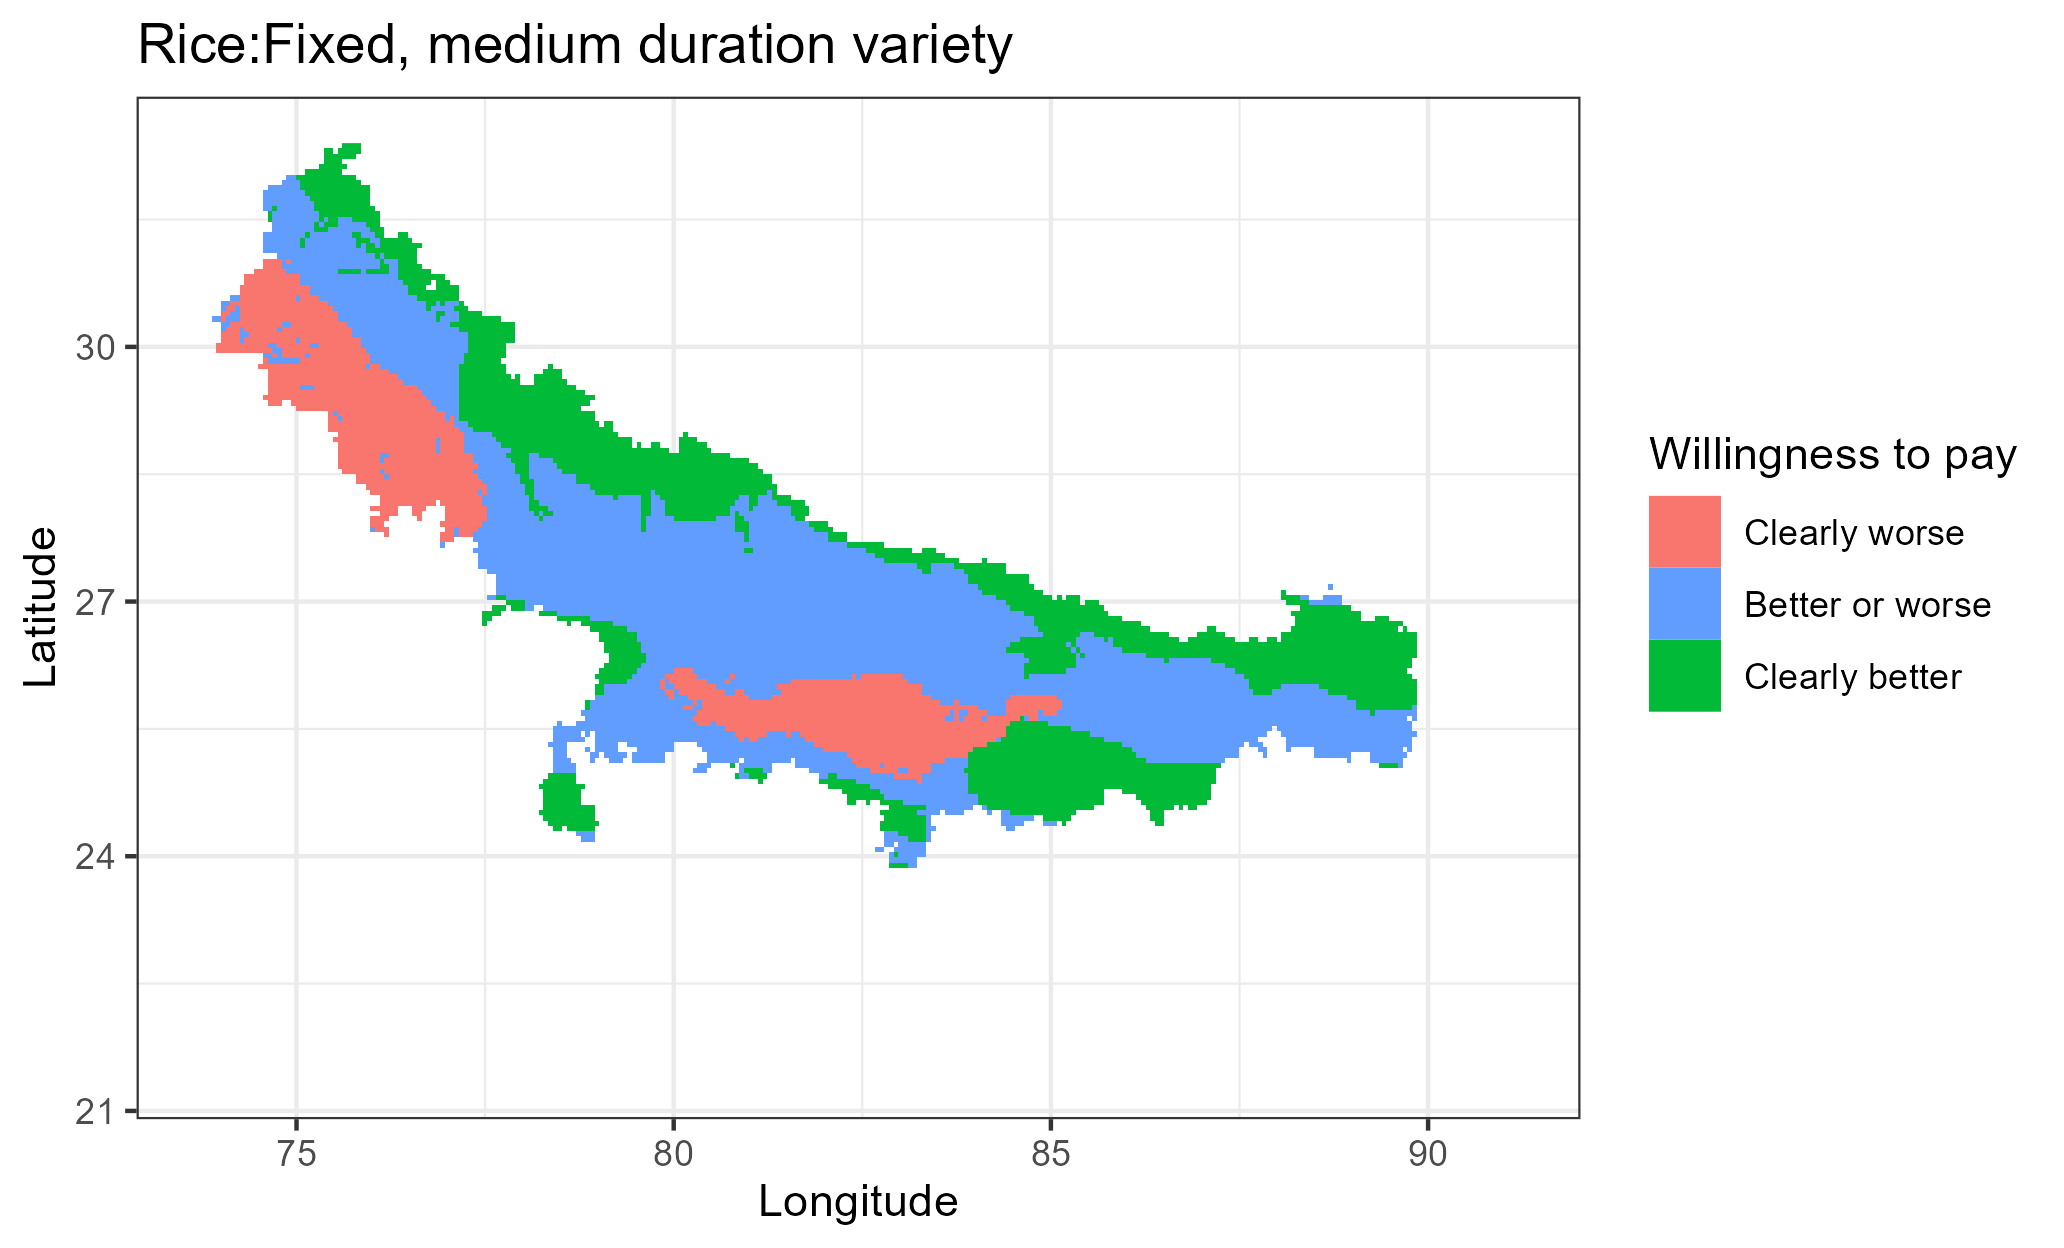 Rice:Fixed, medium duration variety
Latitude
30
27
24
21
75
80
85
90
Longitude
Willingness to pay
Clearly worse
Better or worse
Clearly better